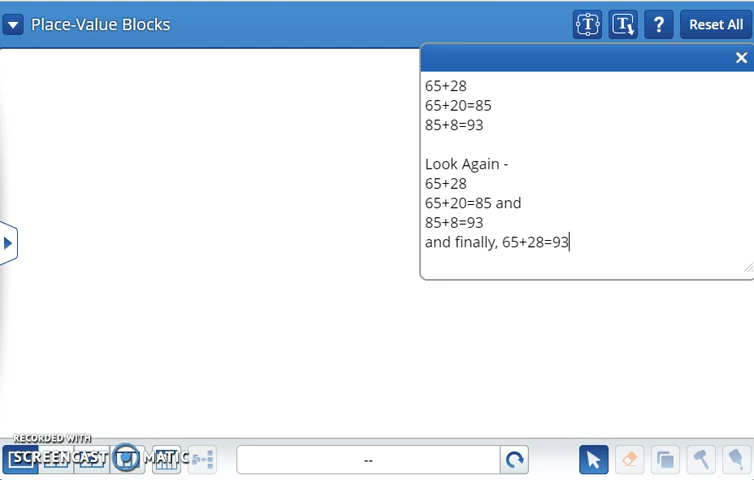 Place-Value Blocks
? Reset All
65+28
65+20=85
85+8=93
Look Again -
65+28
65+20=85 and
85+8=93
and finally, 65+28=93
RECORDED WITH
SCREENCAST-O-MATIC
--